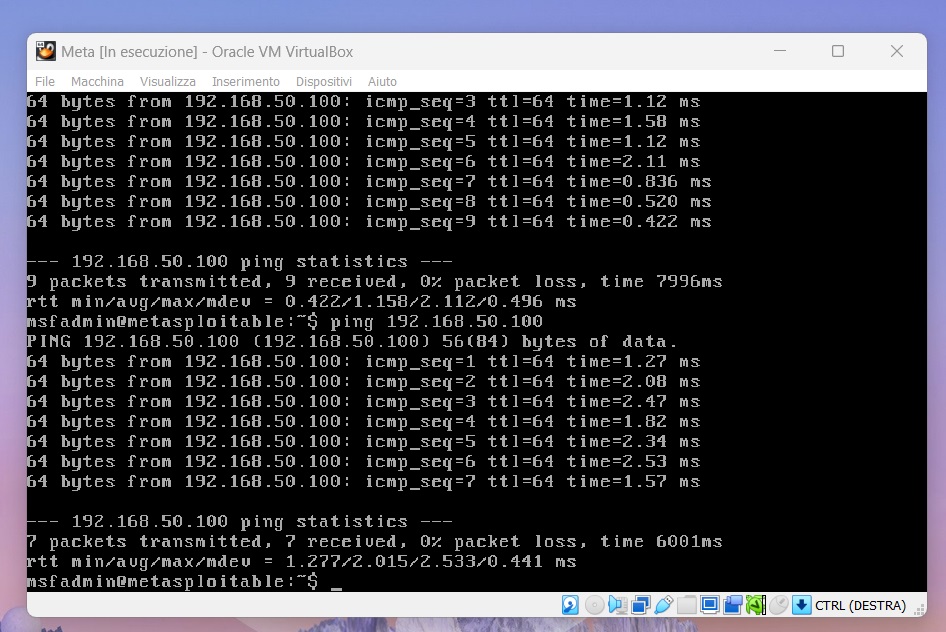 Meta [In esecuzione] - Oracle VM VirtualBox
File Macchina Visualizza Inserimento Dispositivi Aiuto
64 bytes from 192.168.50.100: icmp_seq=3 ttl=64 time=1.12 ms
64 bytes from 192.168.50.100: icmp_seq=4 ttl=64 time=1.58 ms
64 bytes from 192.168.50.100: icmp_seq=5 ttl=64 time=1.12 ms
64 bytes from 192.168.50.100: icmp_seq=6 ttl=64 time=2.11 ms
64 bytes from 192.168.50.100: icmp_seq=7 ttl=64 time=0.836 ms
64 bytes from 192.168.50.100: icmp_seq=8 ttl=64 time=0.520 ms
64 bytes from 192.168.50.100: icmp_seq=9 ttl=64 time=0.422 ms
--- 192.168.50.100 ping statistics ---
9 packets transmitted, 9 received, 0% packet loss, time 7996ms
rtt min/avg/max/mdev = 0.422/1.158/2.112/0.496 ms
msfadmin@metasploitable:~$ ping 192.168.50.100
PING 192.168.50.100 (192.168.50.100) 56(84) bytes of data.
64 bytes from 192.168.50.100: icmp_seq=1 ttl=64 time=1.27 ms
64 bytes from 192.168.50.100: icmp_seq=2 ttl=64 time=2.08 ms
64 bytes from 192.168.50.100: icmp_seq=3 ttl=64 time=2.47 ms
64 bytes from 192.168.50.100: icmp_seq=4 ttl=64 time=1.82 ms
64 bytes from 192.168.50.100: icmp_seq=5 ttl=64 time=2.34 ms
64 bytes from 192.168.50.100: icmp_seq=6 ttl=64 time=2.53 ms
64 bytes from 192.168.50.100: icmp_seq=7 ttl=64 time=1.57 ms
--- 192.168.50.100 ping statistics ---
7 packets transmitted, 7 received, 0% packet loss, time 6001ms
rtt min/avg/max/mdev = 1.277/2.015/2.533/0.441 ms
msfadmin@metasploitable:~$ _
CTRL (DESTRA)